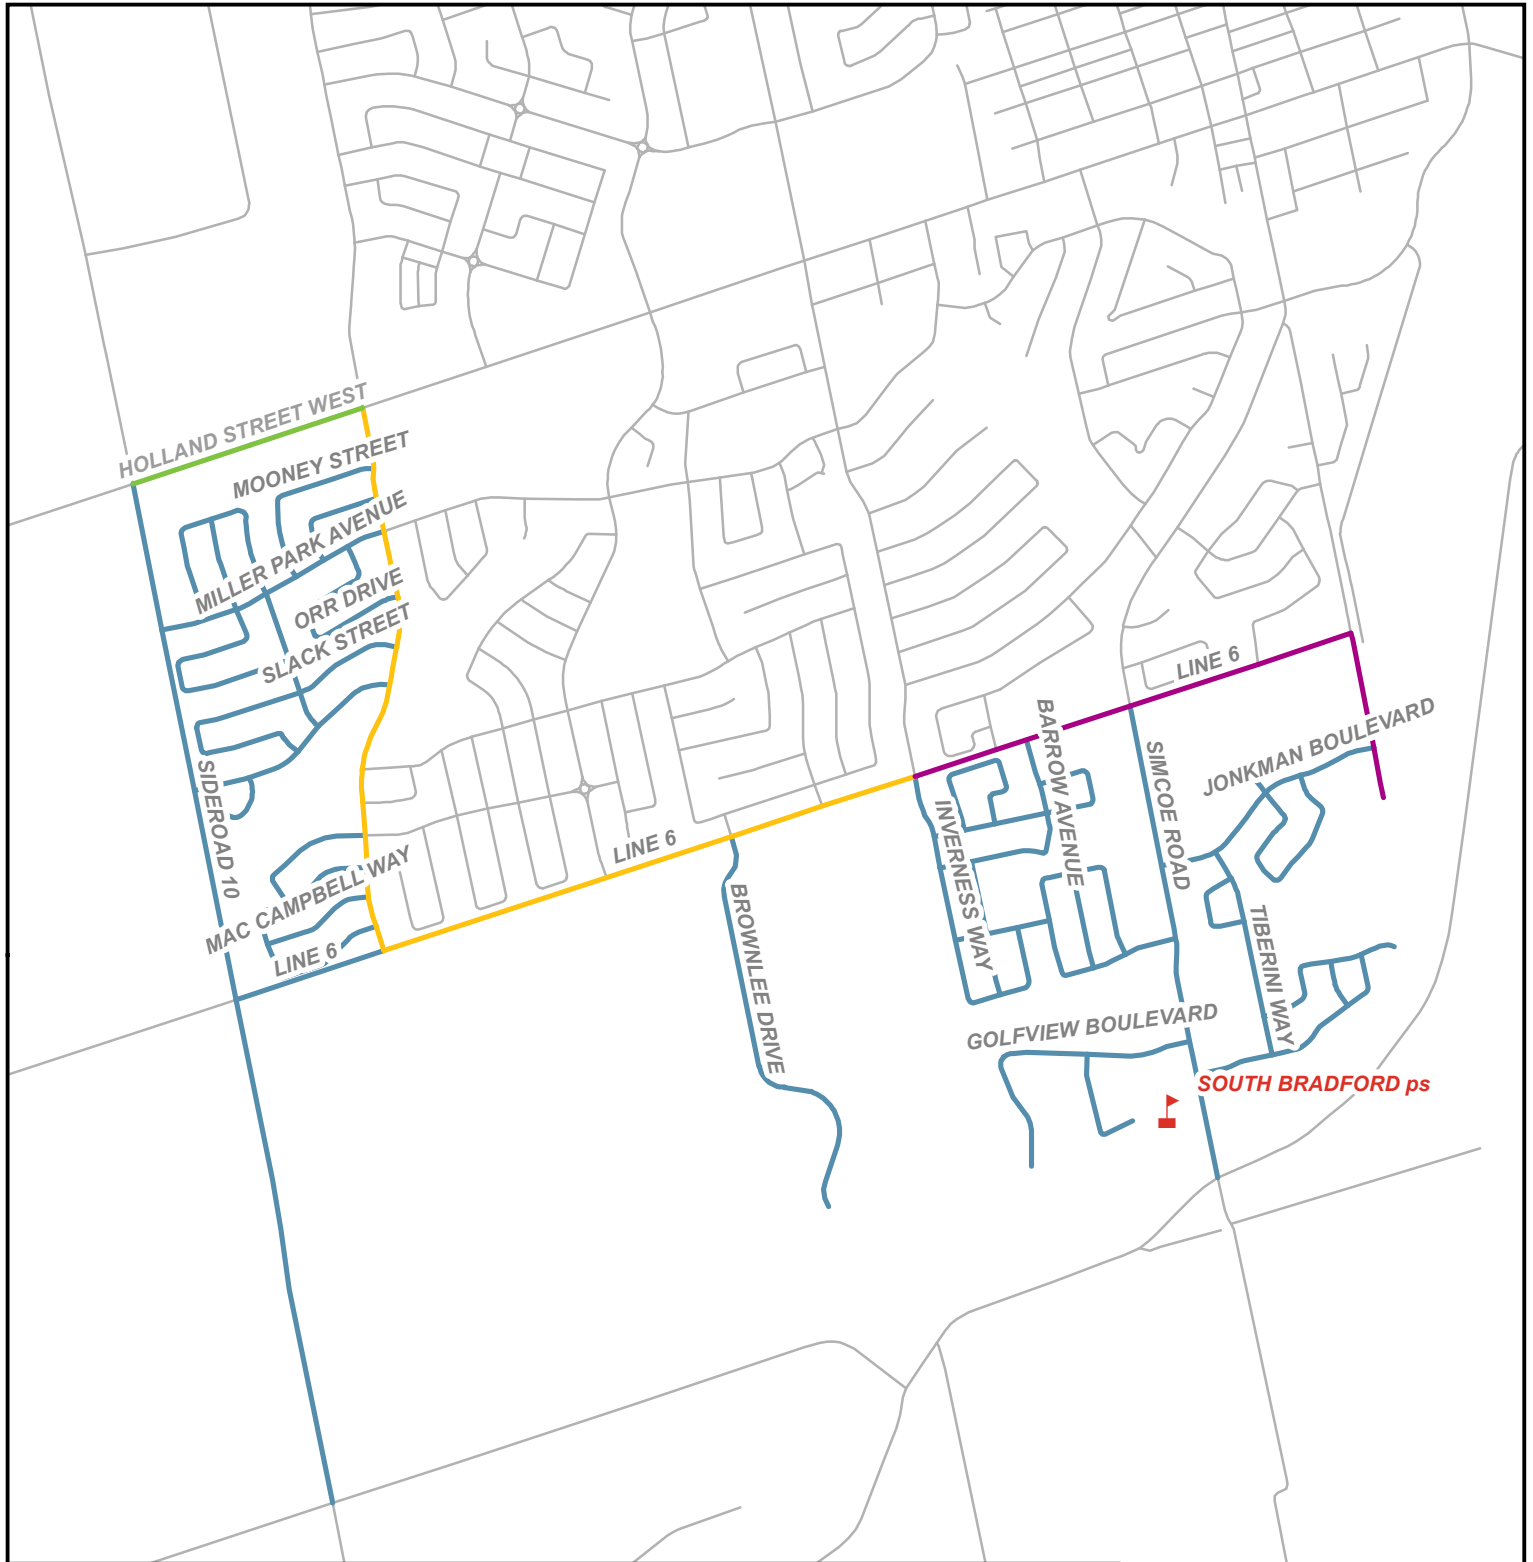 HOLLAND STREET WEST
MOONEY STREET
MILLER PARK AVENUE
ORR DRIVE
SLACK STREET
LINE 6
BARROW AVENUE
JONKMAN BOULEVARD
SIMCOE ROAD
SIDEROAD 10
INVERNESS WAY
LINE 6
MAC CAMPBELL WAY
BROWNLEE DRIVE
TIBERINI WAY
LINE 6
GOLFVIEW BOULEVARD
SOUTH BRADFORD ps